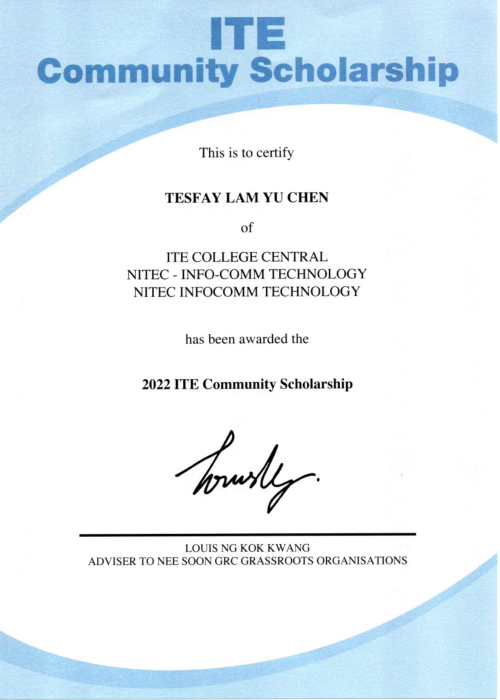 ITE
Community Scholarship
This is to certify
TESFAY LAM YU CHEN
of
ITE COLLEGE CENTRAL
NITEC - INFO-COMM TECHNOLOGY
NITEC INFOCOMM TECHNOLOGY
has been awarded the
2022 ITE Community Scholarship
LOUIS NG KOK KWANG
ADVISER TO NEE SOON GRC GRASSROOTS ORGANISATIONS